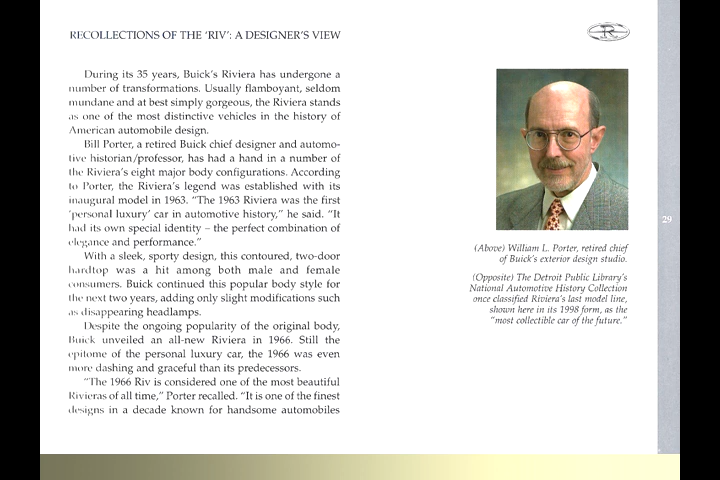 RECOLLECTIONS OF THE ‘RIV’: A DESIGNER’S VIEW
During its 35 years, Buick’s Riviera has undergone a
number of transformations. Usually flamboyant, seldom
mundane and at best simply gorgeous, the Riviera stands
as one of the most distinctive vehicles in the history of
American automobile design.
Bill Porter, a retired Buick chief designer and automo-
tive historian/professor, has had a hand in a number of
the Riviera’s eight major body configurations. According
to Porter, the Riviera’s legend was established with its
inaugural model in 1963. “The 1963 Riviera was the first
‘personal luxury’ car in automotive history,” he said. “It
had its own special identity – the perfect combination of
elegance and performance.”
With a sleek, sporty design, this contoured, two-door
hardtop was a hit among both male and female
consumers. Buick continued this popular body style for
the next two years, adding only slight modifications such
as disappearing headlamps.
Despite the ongoing popularity of the original body,
Buick unveiled an all-new Riviera in 1966. Still the
epitome of the personal luxury car, the 1966 was even
more dashing and graceful than its predecessors.
“The 1966 Riv is considered one of the most beautiful
Rivieras of all time,” Porter recalled. “It is one of the finest
designs in a decade known for handsome automobiles
R
(Above) William L. Porter, retired chief
of Buick’s exterior design studio.
(Opposite) The Detroit Public Library’s
National Automotive History Collection
once classified Riviera’s last model line,
shown here in its 1998 form, as the
“most collectible car of the future.”
29